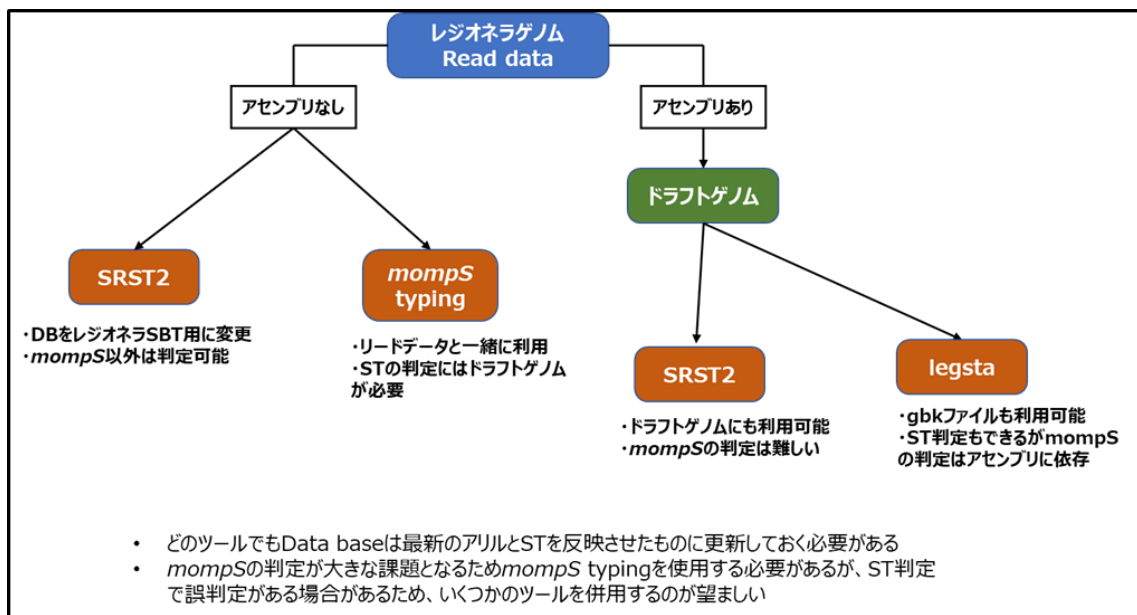 レジオネラゲノム
Read data
アセンブリなし
アセンブリあり
ドラフトゲノム
SRST2
・DBをレジオネラSBT用に変更
・mompS以外は判定可能
mompS
typing
・リードデータと一緒に利用
・STの判定にはドラフトゲノム
が必要
SRST2
・ドラフトゲノムにも利用可能
・mompSの判定は難しい
legsta
・gbkファイルも利用可能
・ST判定もできるがmompS
の判定はアセンブリに依存
• どのツールでもData baseは最新のアリルとSTを反映させたものに更新しておく必要がある
• mompSの判定が大きな課題となるためmompS typingを使用する必要があるが、ST判定
で誤判定がある場合があるため、いくつかのツールを併用するのが望ましい